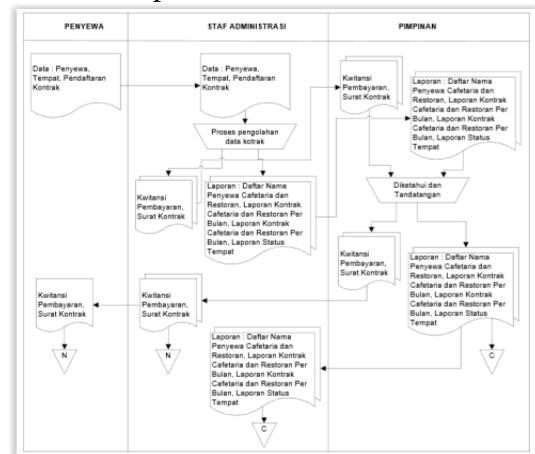 PENYEWA
STAF ADMINISTRASI
PIMPINAN
Data : Penyewa,
Tempat, Pendaftaran
Kontrak
Data : Penyewa,
Tempat, Pendaftaran
Kontrak
Kwitansi
Pembayaran,
Surat Kontrak
Laporan : Daftar Nama
Penyewa Cafetaria dan
Restoran, Laporan Kontrak
Cafetaria dan Restoran Per
Bulan, Laporan Kontrak
Cafetaria dan Restoran Per
Bulan, Laporan Status
Tempat
Proses pengolahan
data kotrak
Kwitansi
Pembayaran,
Surat Kontrak
Laporan : Daftar Nama
Penyewa Cafetaria dan
Restoran, Laporan Kontrak
Cafetaria dan Restoran Per
Bulan, Laporan Kontrak
Cafetaria dan Restoran Per
Bulan, Laporan Status
Tempat
Diketahui dan
Tandatangan
Kwitansi
Pembayaran,
Surat Kontrak
Laporan : Daftar Nama
Penyewa Cafetaria dan
Restoran, Laporan Kontrak
Cafetaria dan Restoran Per
Bulan, Laporan Kontrak
Cafetaria dan Restoran Per
Bulan, Laporan Status
Tempat
Kwitansi
Pembayaran,
Surat Kontrak
Kwitansi
Pembayaran,
Surat Kontrak
N
N
C
Laporan : Daftar Nama
Penyewa Cafetaria dan
Restoran, Laporan Kontrak
Cafetaria dan Restoran Per
Bulan, Laporan Kontrak
Cafetaria dan Restoran Per
Bulan, Laporan Status
Tempat
C